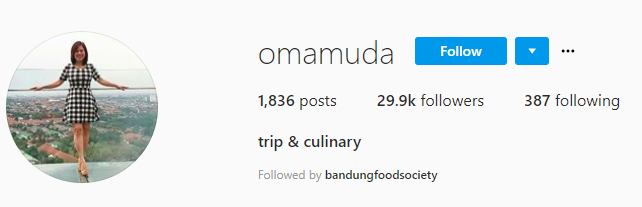 omamuda Follow
1,836 posts 29.9k followers 387 following
trip & culinary
Followed by bandungfoodsociety